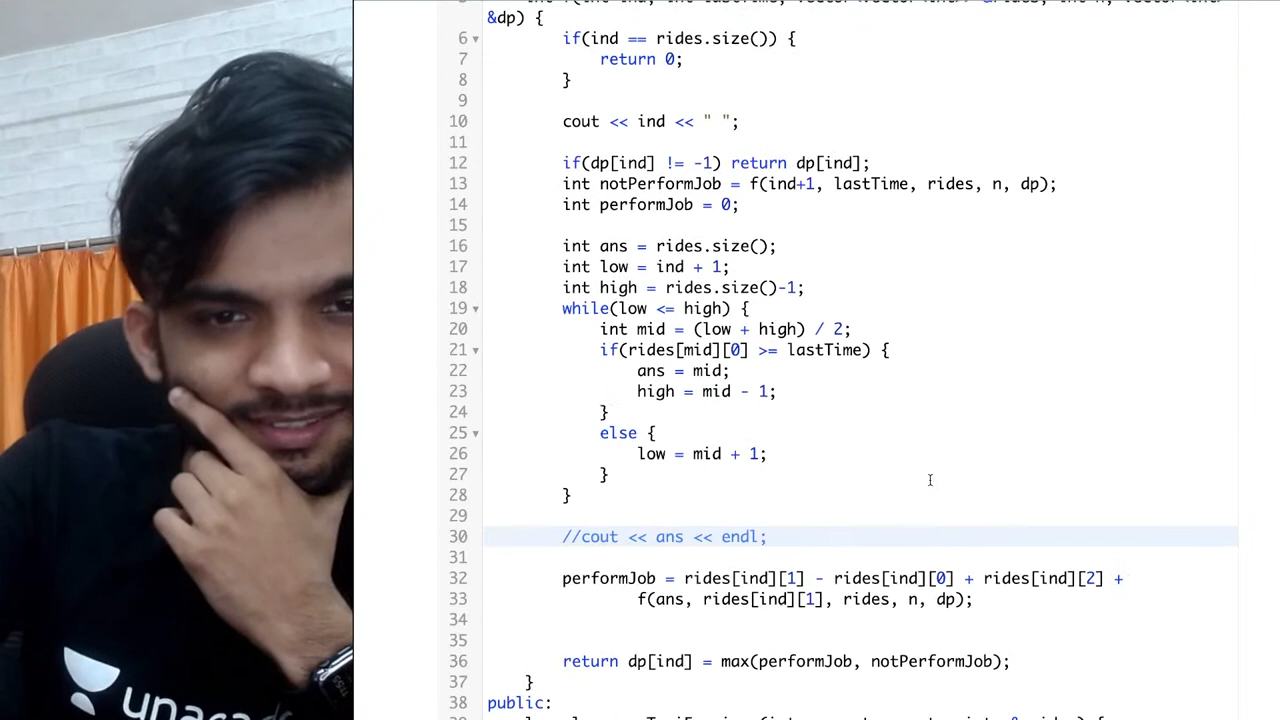 &dp) {
6 if(ind == rides.size()) {
7 return 0;
8 }
9
10 cout << ind << " ";
11
12 if(dp[ind] != -1) return dp[ind];
13 int notPerformJob = f(ind+1, lastTime, rides, n, dp);
14 int performJob = 0;
15
16 int ans = rides.size();
17 int low = ind + 1;
18 int high = rides.size()-1;
19 while(low <= high) {
20 int mid = (low + high) / 2;
21 if(rides[mid][0] >= lastTime) {
22 ans = mid;
23 high = mid - 1;
24 }
25 else {
26 low = mid + 1;
27 }
28 }
29
30 //cout << ans << endl;
31
32 performJob = rides[ind][1] - rides[ind][0] + rides[ind][2] +
33 f(ans, rides[ind][1], rides, n, dp);
34
35
36 return dp[ind] = max(performJob, notPerformJob);
37 }
38 public:
1155